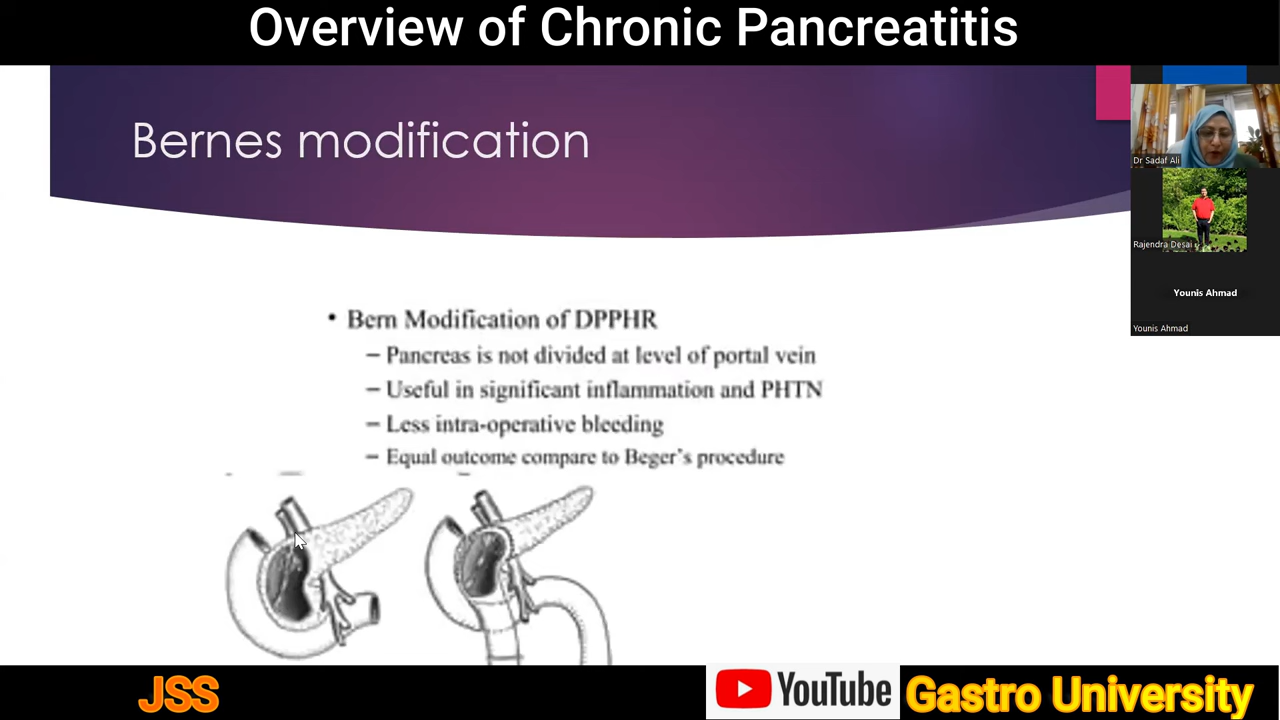 Overview of Chronic Pancreatitis
Bernes modification
Dr Sadaf Ali
Rajendra Desai
Younis Ahmad
Younis Ahmad
• Bern Modification of DPPHR
– Pancreas is not divided at level of portal vein
– Useful in significant inflammation and PHTN
– Less intra-operative bleeding
– Equal outcome compare to Beger's procedure
JSS
YouTube
Gastro University